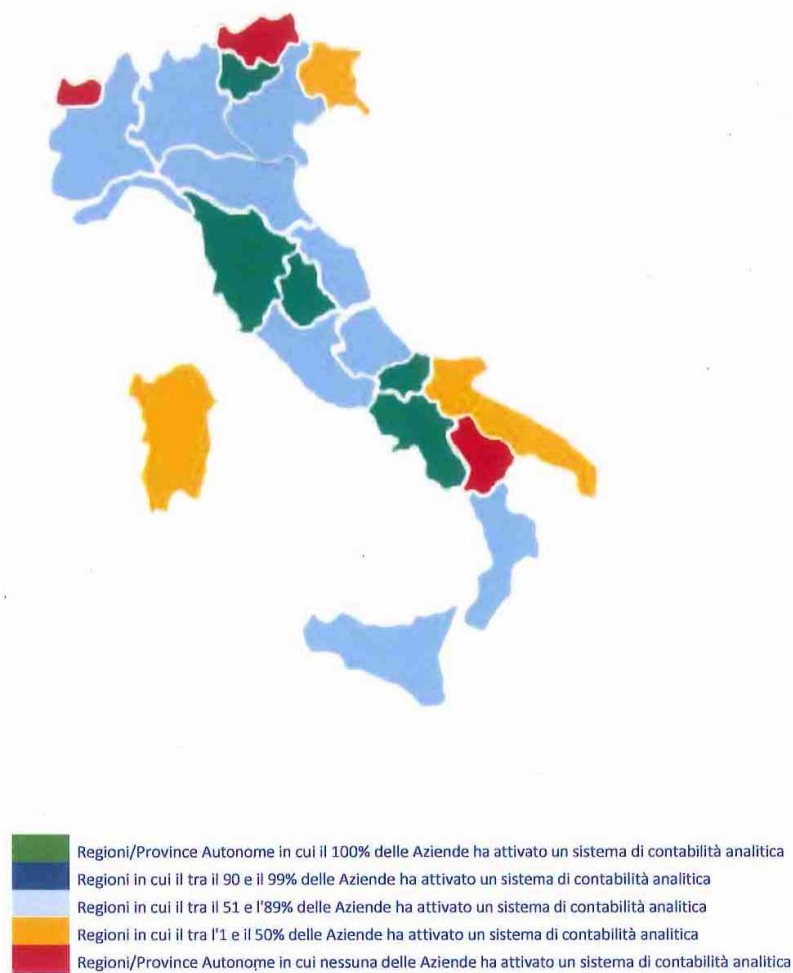 Regioni/Province Autonome in cui il 100% delle Aziende ha attivato un sistema di contabilità analitica
Regioni in cui il tra il 90 e il 99% delle Aziende ha attivato un sistema di contabilità analitica
Regioni in cui il tra il 51 e l'89% delle Aziende ha attivato un sistema di contabilità analitica
Regioni in cui il tra l'1 e il 50% delle Aziende ha attivato un sistema di contabilità analitica
Regioni/Province Autonome in cui nessuna delle Aziende ha attivato un sistema di contabilità analitica